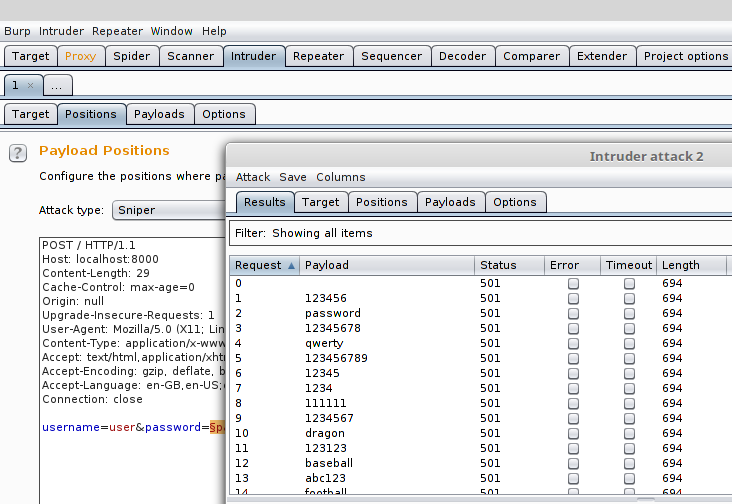 Burp Intruder Repeater Window Help
Target Proxy Spider Scanner Intruder Repeater Sequencer Decoder Comparer Extender Project options
1 × ...
Target Positions Payloads Options
? Payload Positions
Configure the positions where
Attack type: Sniper
POST / HTTP/1.1
Host: localhost:8000
Content-Length: 29
Cache-Control: max-age=0
Origin: null
Upgrade-Insecure-Requests: 1
User-Agent: Mozilla/5.0 (X11;
Content-Type:
Accept:
Accept-Encoding: gzip, deflate,
Accept-Language: en-GB,en-US;
Connection: close
username=user&password=§
Intruder attack 2
Attack Save Columns
Results Target Positions Payloads Options
Filter: Showing all items
Request ▲ Payload Status Error Timeout Length
0 501 694
1 123456 501 694
2 password 501 694
3 12345678 501 694
4 qwerty 501 694
5 123456789 501 694
6 12345 501 694
7 1234 501 694
8 111111 501 694
9 1234567 501 694
10 dragon 501 694
11 123123 501 694
12 baseball 501 694
13 abc123 501 694
14 football 501 694